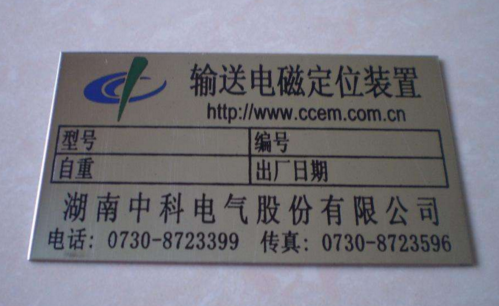 输送电磁定位装置
http://www.ccem.com.cn
型号 编号
自重 出厂日期
湖南中科电气股份有限公司
电话: 0730-8723399 传真: 0730-8723596